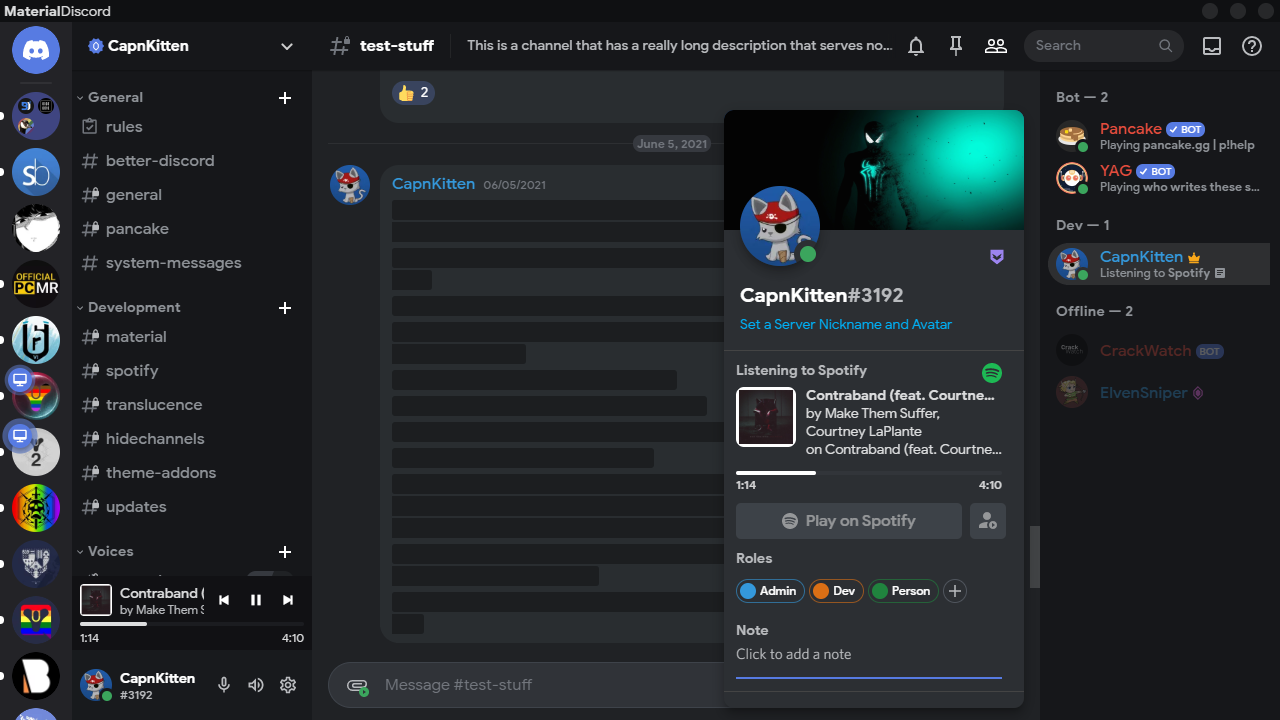 MaterialDiscord
CapnKitten
General
rules
better-discord
general
pancake
system-messages
Development
material
spotify
translucence
hidechannels
theme-addons
updates
Voices
Contraband (
by Make Them S
1:14
4:10
CapnKitten
#3192
test-stuff
This is a channel that has a really long description that serves no...
Search
2
June 5, 2021
CapnKitten 06/05/2021
Message #test-stuff
CapnKitten#3192
Set a Server Nickname and Avatar
Listening to Spotify
Contraband (feat. Courtne...
by Make Them Suffer,
Courtney LaPlante
on Contraband (feat. Courtne...
1:14
4:10
Play on Spotify
Roles
Admin
Dev
Person
Note
Click to add a note
Bot — 2
Pancake
BOT
Playing pancake.gg | p!help
YAG
BOT
Playing who writes these s...
Dev — 1
CapnKitten
Listening to Spotify
Offline — 2
CrackWatch
BOT
ElvenSniper
OFFICIAL
PCMR